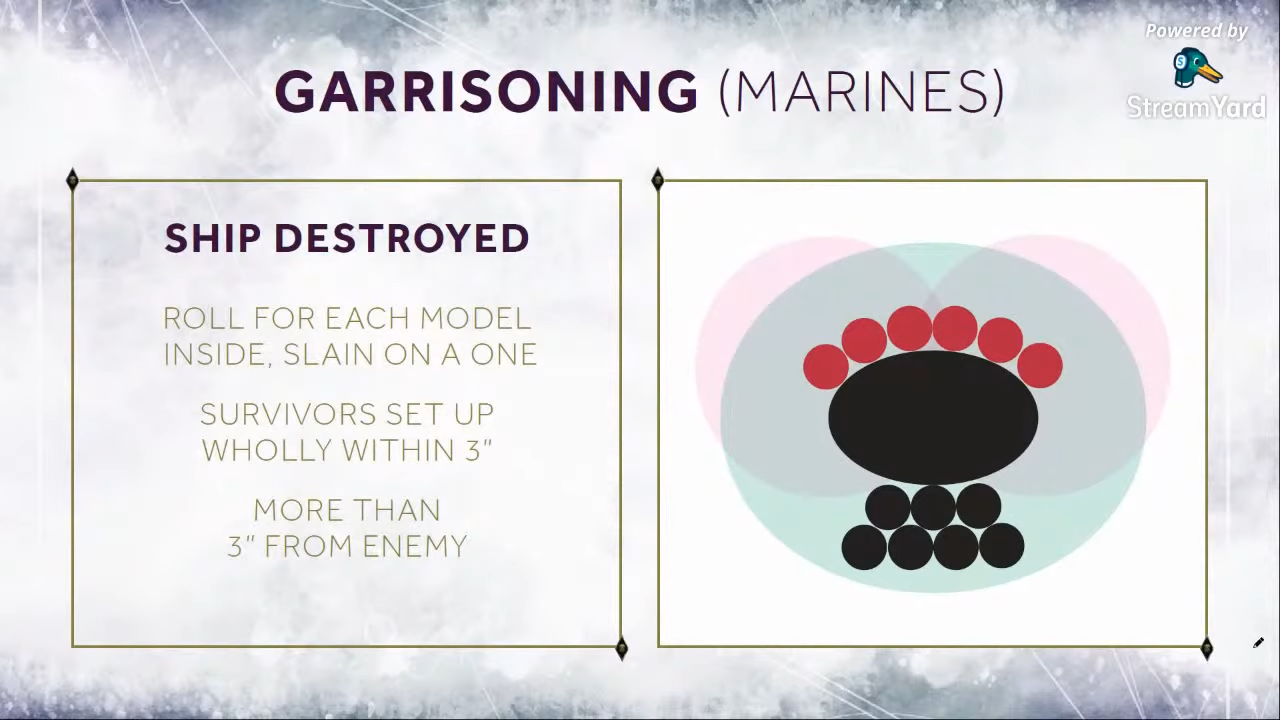 Powered by
StreamYard
GARRISONING (MARINES)
SHIP DESTROYED
ROLL FOR EACH MODEL
INSIDE, SLAIN ON A ONE
SURVIVORS SET UP
WHOLLY WITHIN 3"
MORE THAN
3" FROM ENEMY